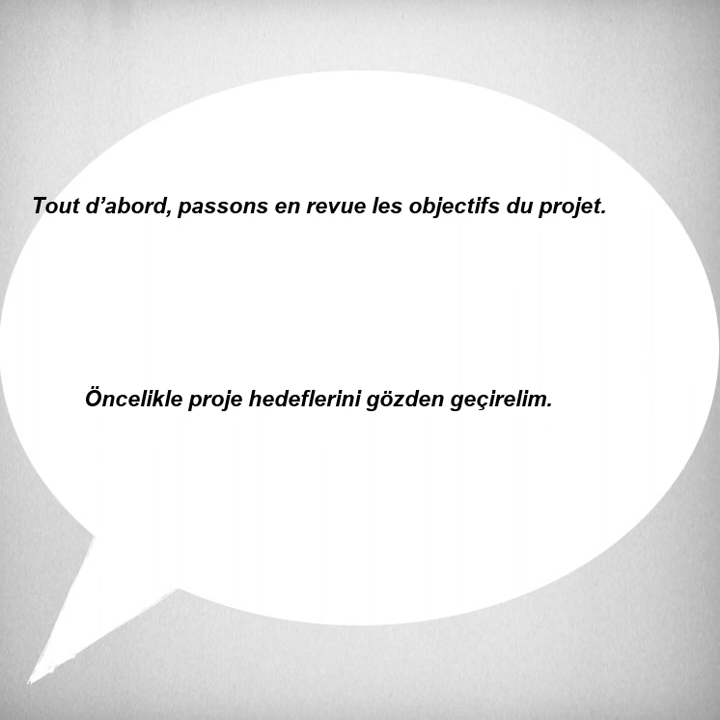 Tout d’abord, passons en revue les objectifs du projet.
Öncelikle proje hedeflerini gözden geçirelim.